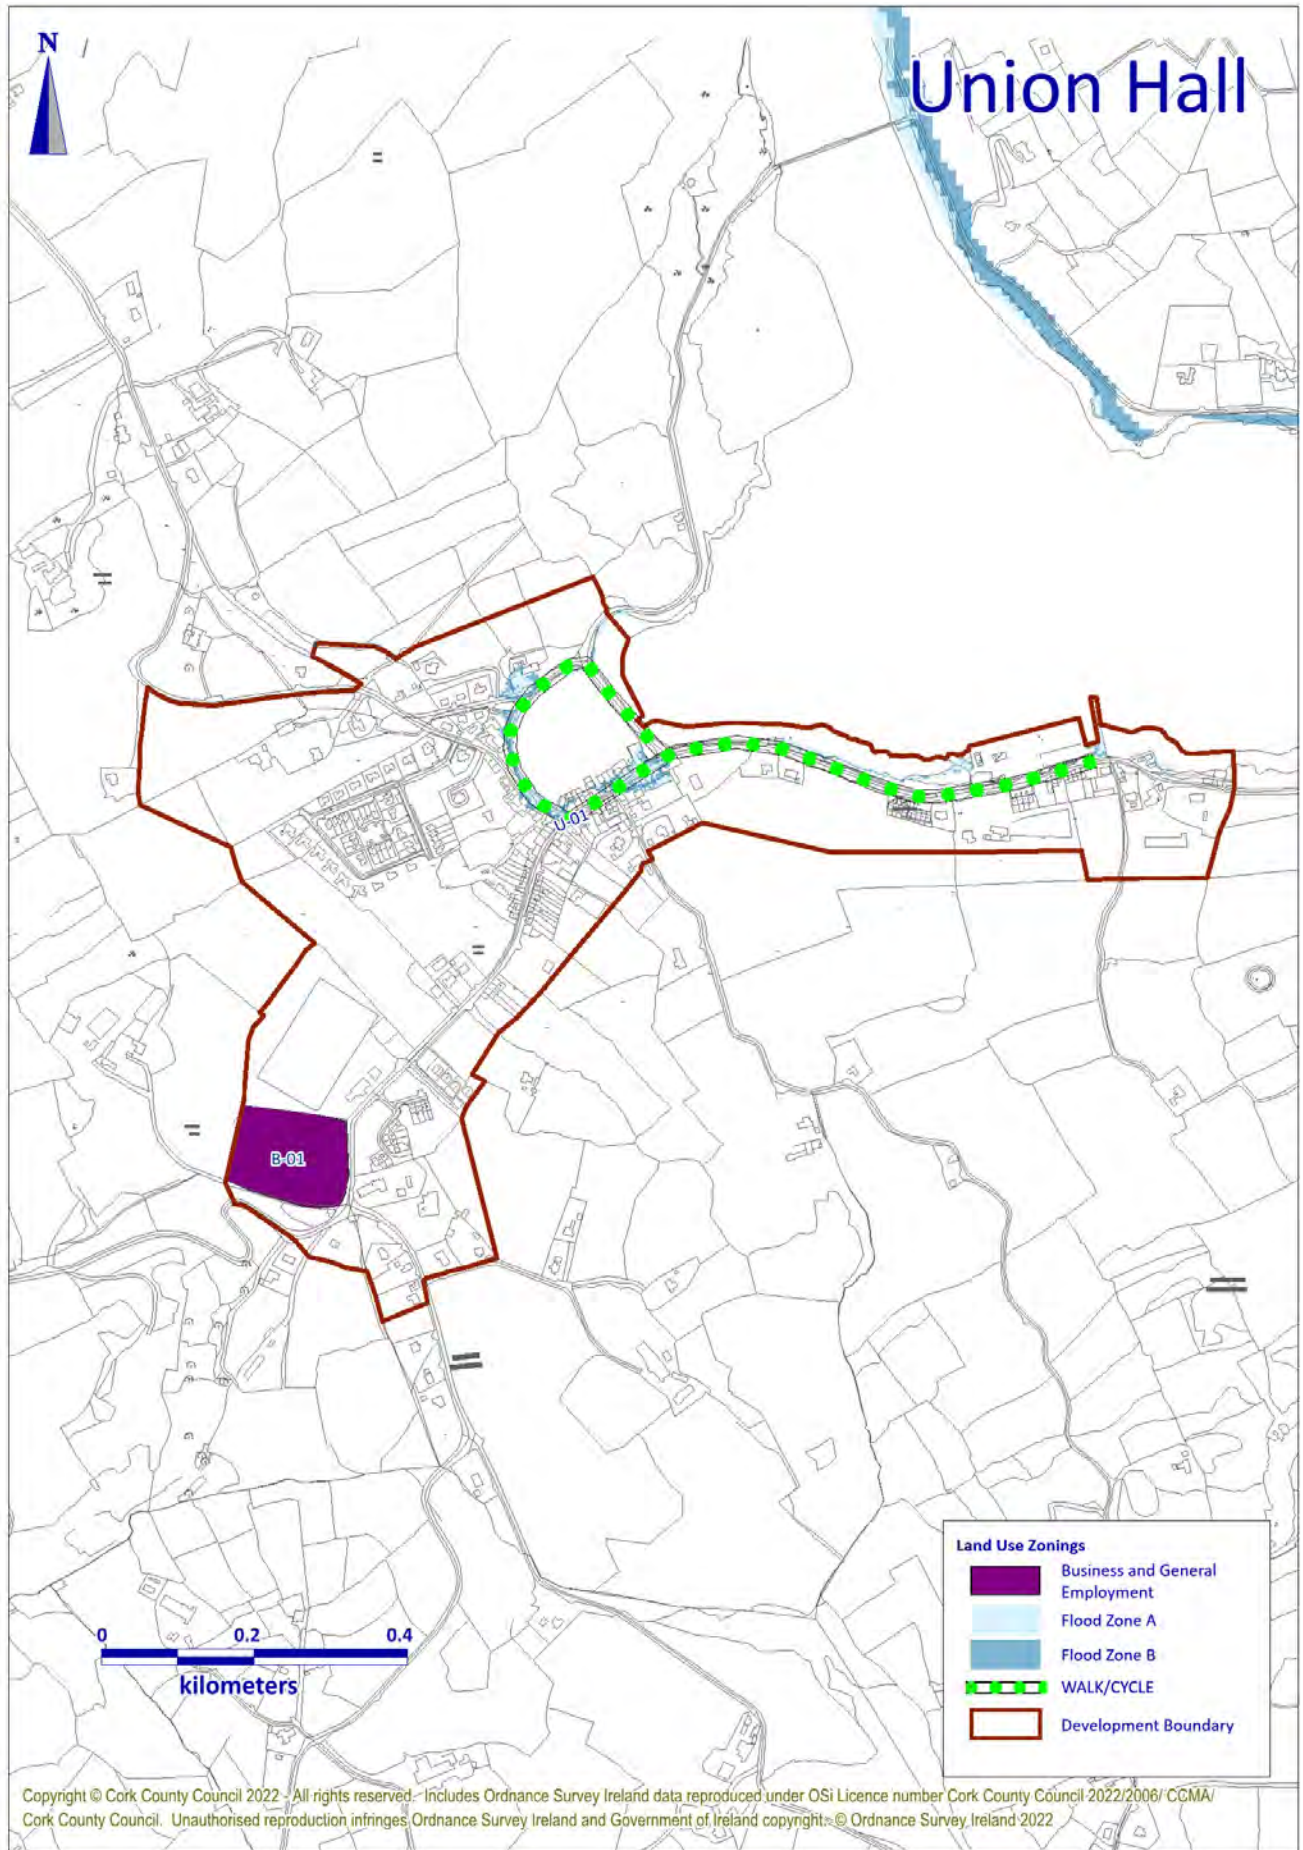 N
Union Hall
U-01
B-01
Land Use Zonings
Business and General
Employment
Flood Zone A
Flood Zone B
WALK/CYCLE
Development Boundary
0 0.2 0.4
kilometers
Copyright © Cork County Council 2022 - All rights reserved. Includes Ordnance Survey Ireland data reproduced under OSi Licence number Cork County Council 2022/2006/ CCMA/
Cork County Council. Unauthorised reproduction infringes Ordnance Survey Ireland and Government of Ireland copyright. © Ordnance Survey Ireland 2022